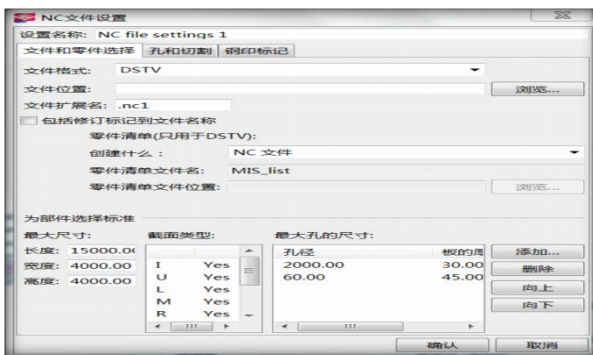 NC文件设置
设置名称: NC file settings 1
文件和零件选择 孔和切割 钢印标记
文件格式: DSTV
文件位置: 浏览...
文件扩展名: .nc1
包括修订标记到文件名称
零件清单(只用于DSTV):
创建什么： NC 文件
零件清单文件名: MIS_list
零件清单文件位置: 浏览...
为部件选择标准
最大尺寸: 截面类型: 最大孔的尺寸:
长度: 15000.0( 孔径 板的厚 添加...
宽度: 4000.00 I Yes 2000.00 30.00 删除
高度: 4000.00 U Yes 60.00 45.00
L Yes 向上
M Yes 向下
R Yes
确认 取消